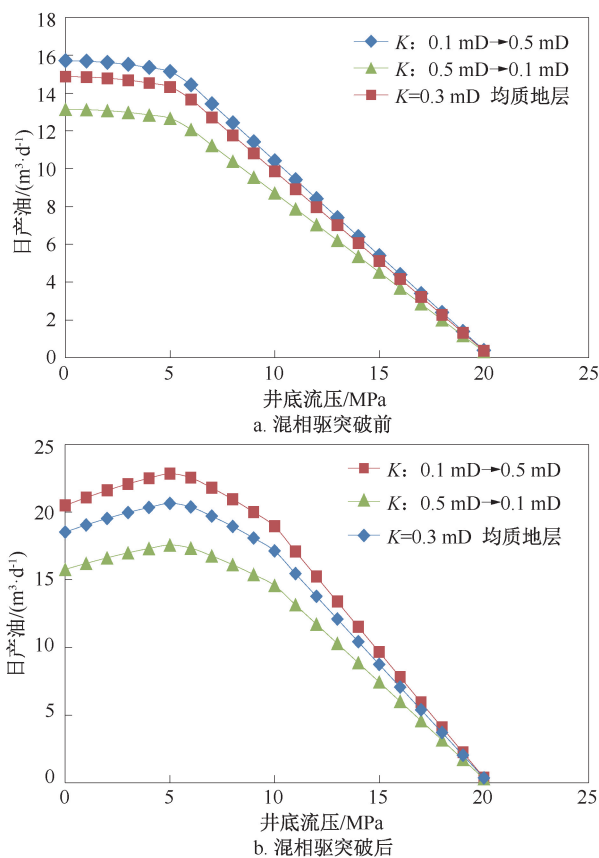 18
16
14
12
10
8
6
4
2
0
日产油/(m³·d⁻¹)
K：0.1 mD→0.5 mD
K：0.5 mD→0.1 mD
K=0.3 mD 均质地层
0 5 10 15 20 25
井底流压/MPa
a. 混相驱突破前
25
20
15
10
5
0
日产油/(m³·d⁻¹)
K：0.1 mD→0.5 mD
K：0.5 mD→0.1 mD
K=0.3 mD 均质地层
0 5 10 15 20 25
井底流压/MPa
b. 混相驱突破后